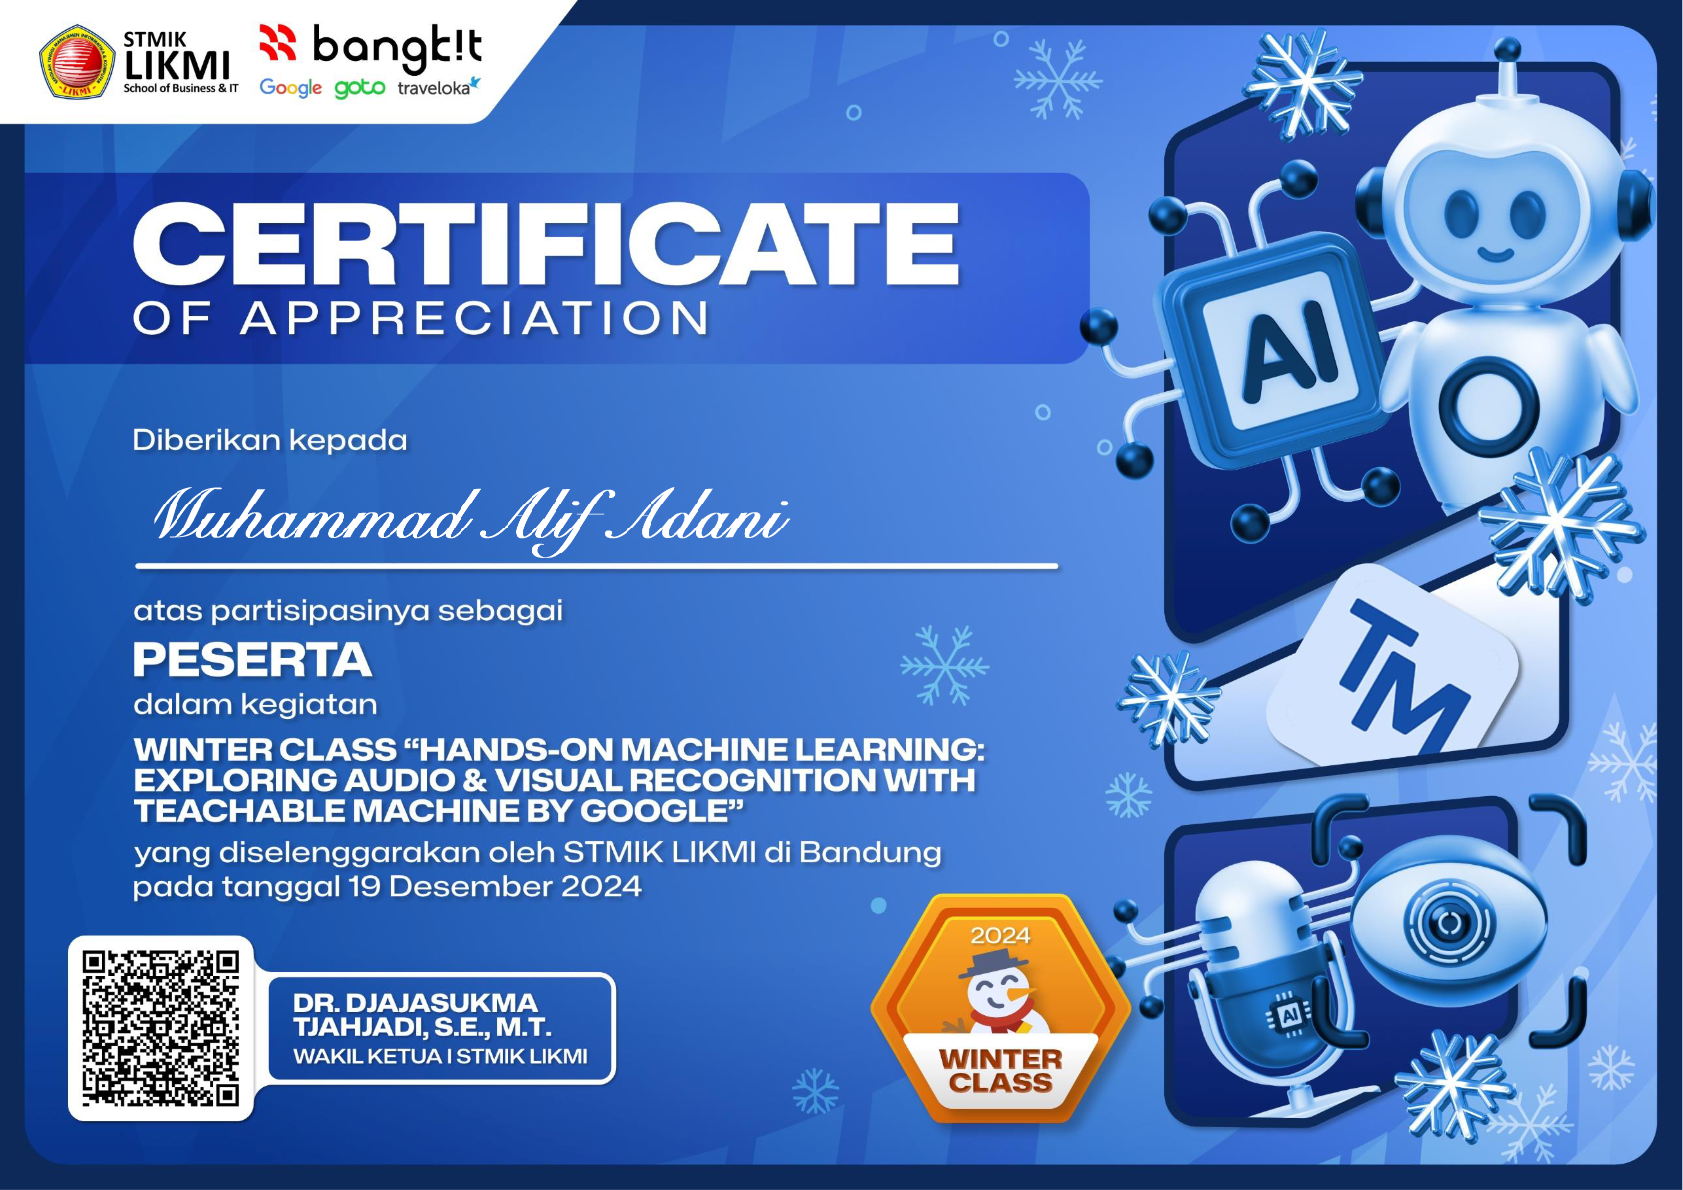 STMIK
LIKMI
School of Business & IT
bangk!t
Google goto traveloka
CERTIFICATE
OF APPRECIATION
AI
Diberikan kepada
Muhammad Alif Adani
atas partisipasinya sebagai
PESERTA
dalam kegiatan
WINTER CLASS “HANDS-ON MACHINE LEARNING:
EXPLORING AUDIO & VISUAL RECOGNITION WITH
TEACHABLE MACHINE BY GOOGLE”
yang diselenggarakan oleh STMIK LIKMI di Bandung
pada tanggal 19 Desember 2024
TM
DR. DJAJASUKMA
TJAHJADI, S.E., M.T.
WAKIL KETUA I STMIK LIKMI
2024
WINTER
CLASS
AI